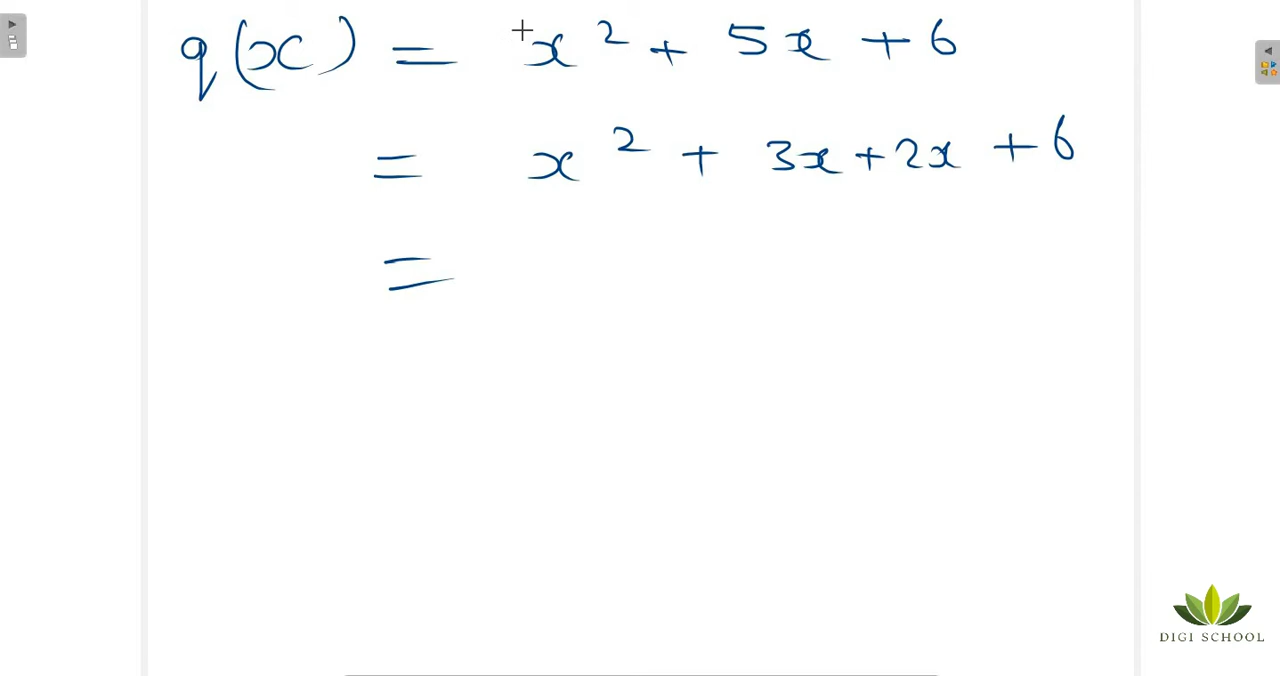 q(x) = x² + 5x + 6
= x² + 3x + 2x + 6
=
DIGI SCHOOL